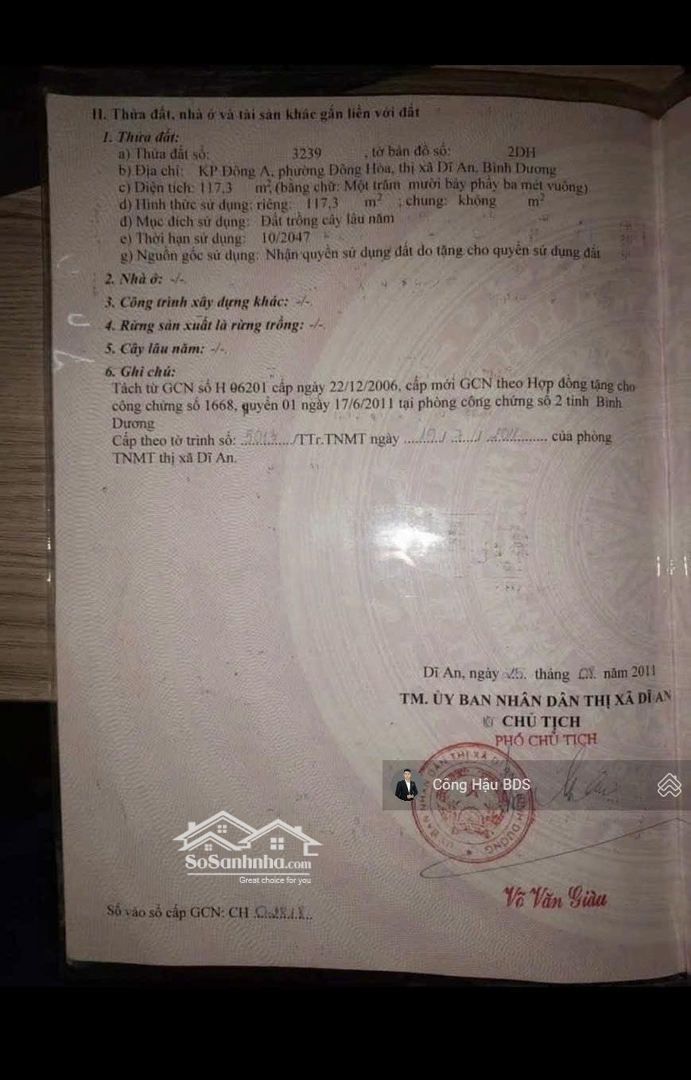 II. Thửa đất, nhà ở và tài sản khác gắn liền với đất
1. Thửa đất:
a) Thửa đất số: 3239 , tờ bản đồ số: 2DH
b) Địa chỉ: KP Đông A, phường Đông Hòa, thị xã Dĩ An, Bình Dương
c) Diện tích: 117,3 m², (bằng chữ: Một trăm mười bảy phẩy ba mét vuông)
d) Hình thức sử dụng: riêng: 117,3 m² ; chung: không m²
đ) Mục đích sử dụng: Đất trồng cây lâu năm
e) Thời hạn sử dụng: 10/2047
g) Nguồn gốc sử dụng: Nhận quyền sử dụng đất do tặng cho quyền sử dụng đất
2. Nhà ở: -/-
3. Công trình xây dựng khác: -/-.
4. Rừng sản xuất là rừng trồng: -/-.
5. Cây lâu năm: -/-.
6. Ghi chú:
Tách từ GCN số H 06201 cấp ngày 22/12/2006, cấp mới GCN theo Hợp đồng tặng cho
công chứng số 1668, quyển 01 ngày 17/6/2011 tại phòng công chứng số 2 tỉnh Bình
Dương
Cấp theo tờ trình số: /TTr.TNMT ngày của phòng
TNMT thị xã Dĩ An.
Dĩ An, ngày 25 tháng năm 2011
TM. ỦY BAN NHÂN DÂN THỊ XÃ DĨ AN
CHỦ TỊCH
PHÓ CHỦ TỊCH
Công Hậu BDS
SoSanhnha.com
Great choice for you
Võ Văn Giàu
Số vào sổ cấp GCN: CH